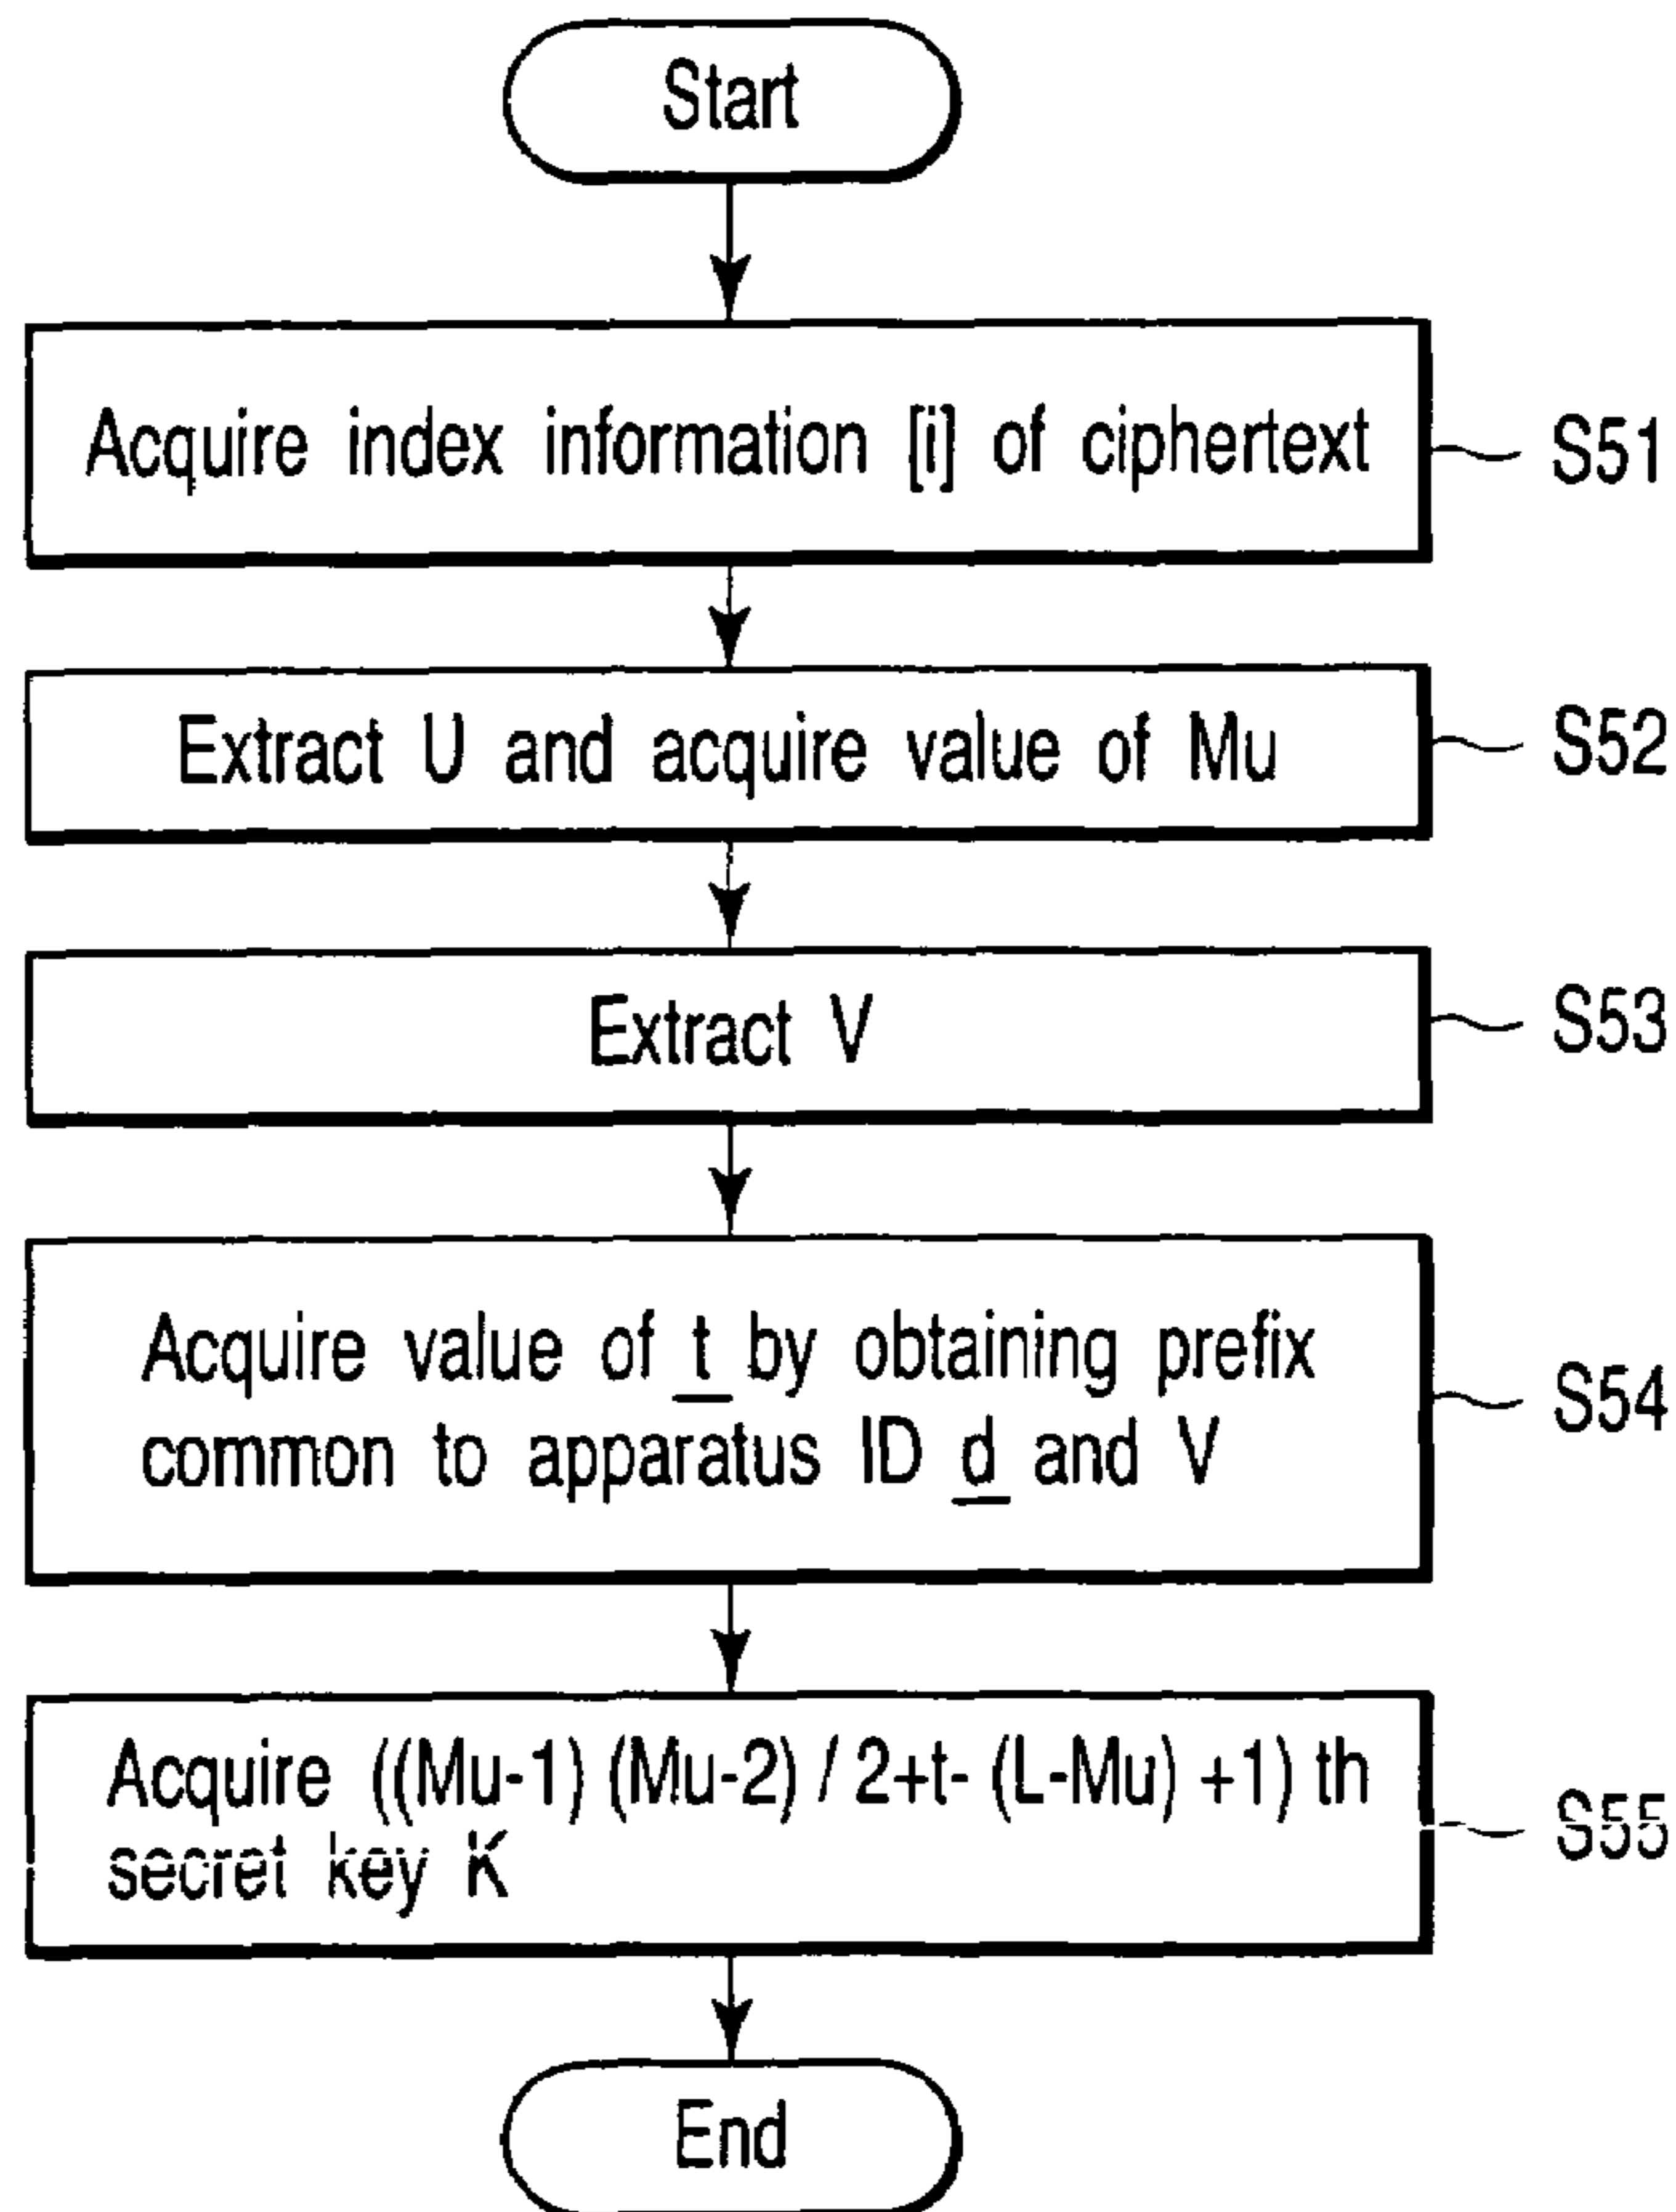 Start
Acquire index information [i] of ciphertext
S51
Extract U and acquire value of Mu
S52
Extract V
S53
Acquire value of t by obtaining prefix
common to apparatus ID d and V
S54
Acquire ((Mu-1) (Mu-2) / 2+t- (L-Mu) +1) th
secret key K
S55
End